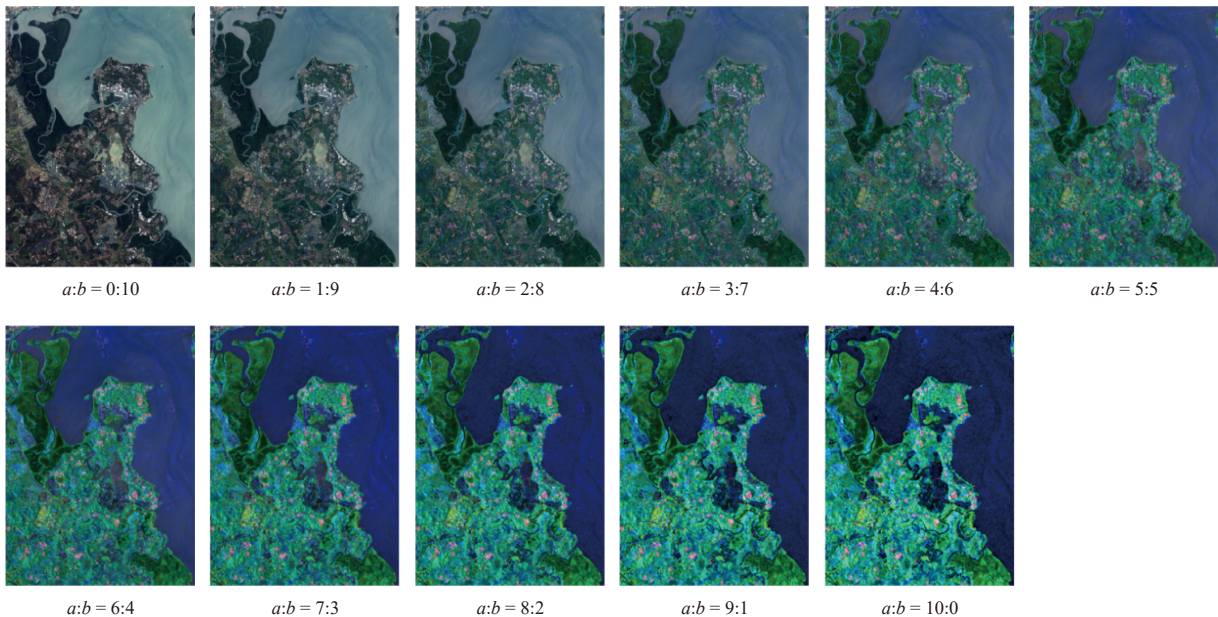 a:b = 0:10
a:b = 1:9
a:b = 2:8
a:b = 3:7
a:b = 4:6
a:b = 5:5
a:b = 6:4
a:b = 7:3
a:b = 8:2
a:b = 9:1
a:b = 10:0